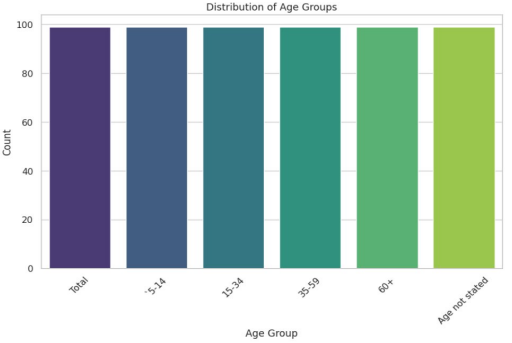 Distribution of Age Groups
100
80
60
40
20
0
Count
Total
`5-14
15-34
35-59
60+
Age not stated
Age Group